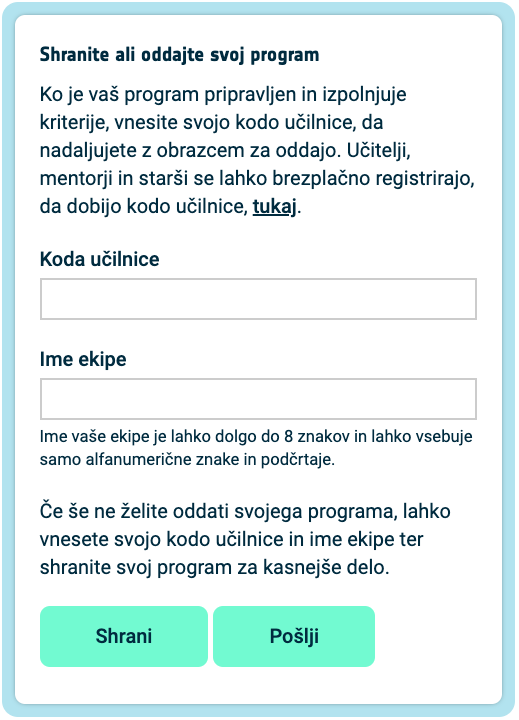 Shranite ali oddajte svoj program
Ko je vaš program pripravljen in izpolnjuje
kriterije, vnesite svojo kodo učilnice, da
nadaljujete z obrazcem za oddajo. Učitelji,
mentorji in starši se lahko brezplačno registrirajo,
da dobijo kodo učilnice, tukaj.
Koda učilnice
Ime ekipe
Ime vaše ekipe je lahko dolgo do 8 znakov in lahko vsebuje
samo alfanumerične znake in podčrtaje.
Če še ne želite oddati svojega programa, lahko
vnesete svojo kodo učilnice in ime ekipe ter
shranite svoj program za kasnejše delo.
Shrani Pošlji